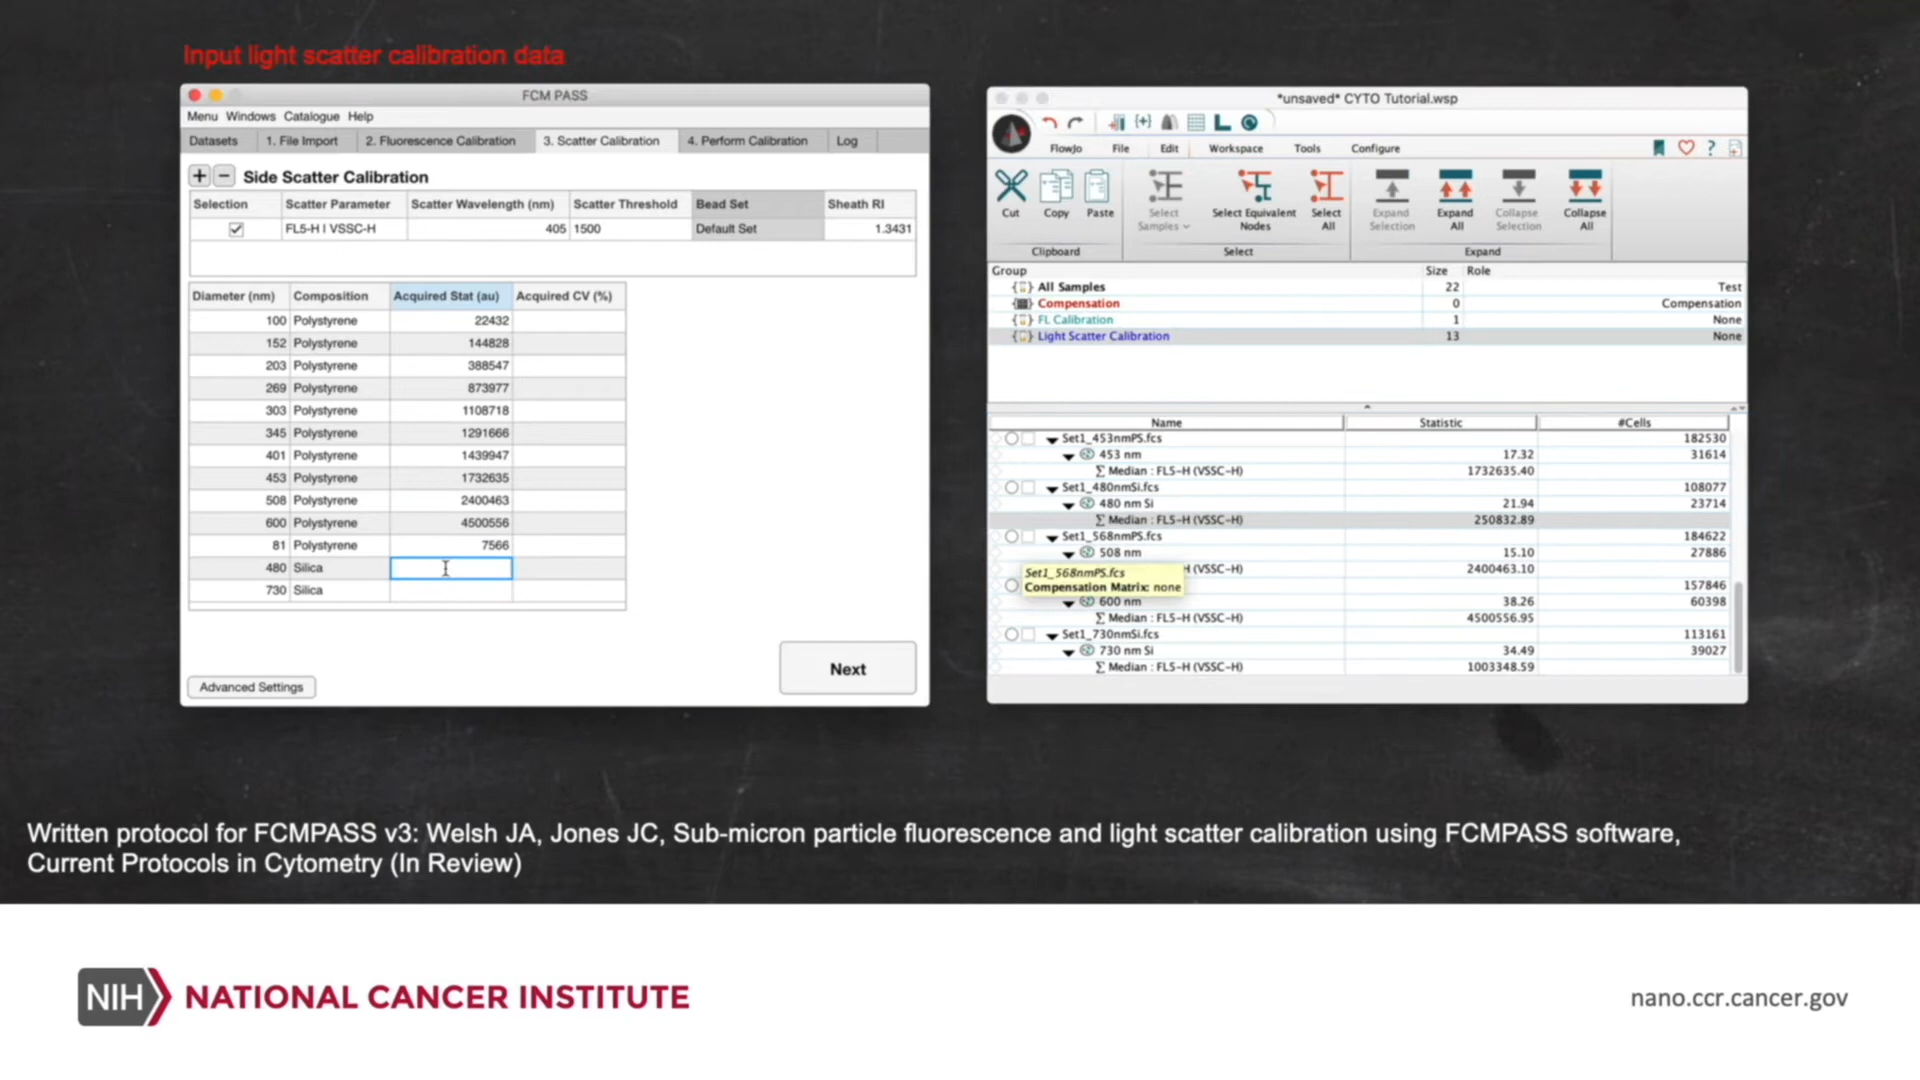 Input light scatter calibration data
FCM PASS
Menu Windows Catalogue Help
Datasets 1. File Import 2. Fluorescence Calibration 3. Scatter Calibration 4. Perform Calibration Log
+ − Side Scatter Calibration
Selection Scatter Parameter Scatter Wavelength (nm) Scatter Threshold Bead Set Sheath RI
FL5-H | VSSC-H 405 1500 Default Set 1.3431
Diameter (nm) Composition Acquired Stat (au) Acquired CV (%)
100 Polystyrene 22432
152 Polystyrene 144828
203 Polystyrene 388547
269 Polystyrene 873977
303 Polystyrene 1108718
345 Polystyrene 1291666
401 Polystyrene 1439947
453 Polystyrene 1732635
508 Polystyrene 2400463
600 Polystyrene 4500556
81 Polystyrene 7566
480 Silica
730 Silica
Next
Advanced Settings
*unsaved* CYTO Tutorial.wsp
FlowJo File Edit Workspace Tools Configure
Cut Copy Paste Select Samples Select Equivalent Nodes Select All Expand Selection Expand All Collapse Selection Collapse All
Clipboard Select Expand
Group Size Role
All Samples 22 Test
Compensation 0 Compensation
FL Calibration 1 None
Light Scatter Calibration 13 None
Name Statistic #Cells
Set1_453nmPS.fcs 182530
453 nm 17.32 31614
Σ Median : FL5-H (VSSC-H) 1732635.40
Set1_480nmSi.fcs 108077
480 nm Si 21.94 23714
Σ Median : FL5-H (VSSC-H) 250832.89
Set1_568nmPS.fcs 184622
508 nm 15.10 27886
H (VSSC-H) 2400463.10
Set1_568nmPS.fcs
Compensation Matrix: none
157846
600 nm 38.26 60398
Σ Median : FL5-H (VSSC-H) 4500556.95
Set1_730nmSi.fcs 113161
730 nm Si 34.49 39027
Σ Median : FL5-H (VSSC-H) 1003348.59
Written protocol for FCMPASS v3: Welsh JA, Jones JC, Sub-micron particle fluorescence and light scatter calibration using FCMPASS software,
Current Protocols in Cytometry (In Review)
NIH NATIONAL CANCER INSTITUTE
nano.ccr.cancer.gov